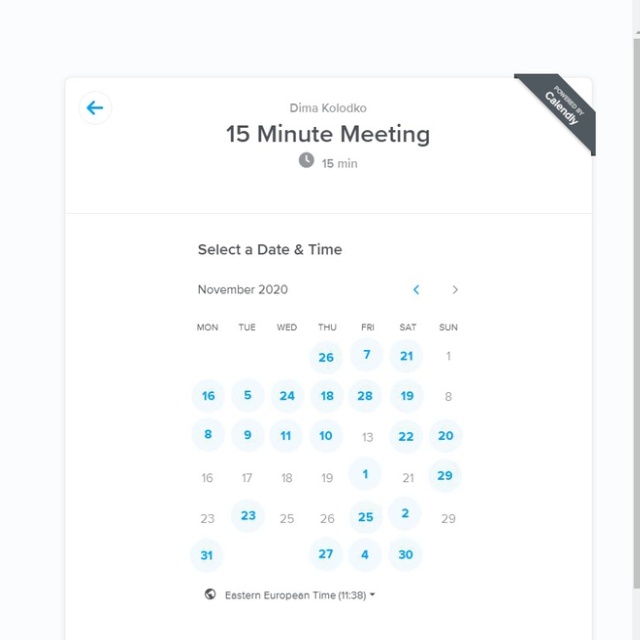 POWERED BY
Calendly
Dima Kolodko
15 Minute Meeting
15 min
Select a Date & Time
November 2020
MON TUE WED THU FRI SAT SUN
26 7 21 1
16 5 24 18 28 19 8
8 9 11 10 13 22 20
16 17 18 19 1 21 29
23 23 25 26 25 2 29
31 27 4 30
Eastern European Time (11:38)